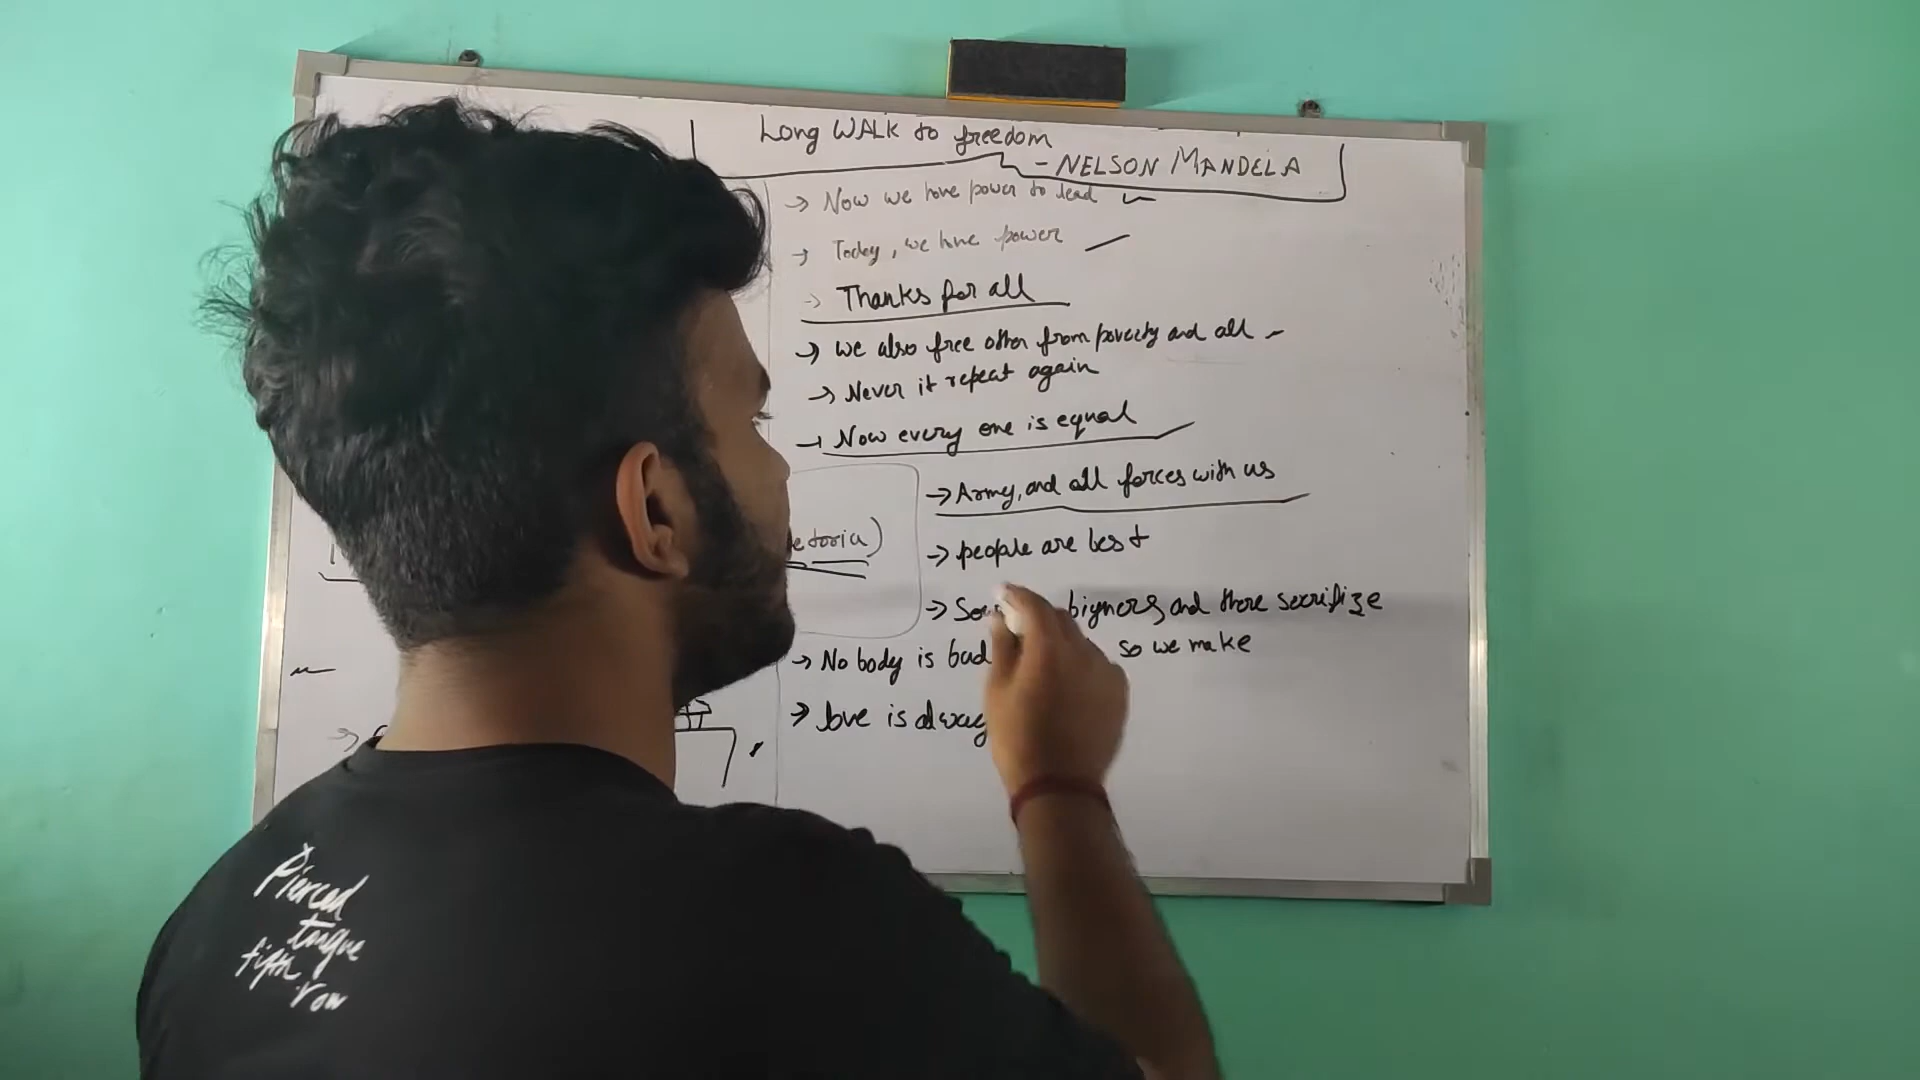 Long WALK to freedom
- NELSON MANDELA
→ Now we have power to lead
→ Today, we have power
→ Thanks for all
→ we also free other from poverty and all
→ Never it repeat again
→ Now every one is equal
→ Army, and all forces with us
etoria)
→ people are best
→ and there sacrifize
→ No body is bad so we make
→ love is alway
Pierced
tongue
fifth
row